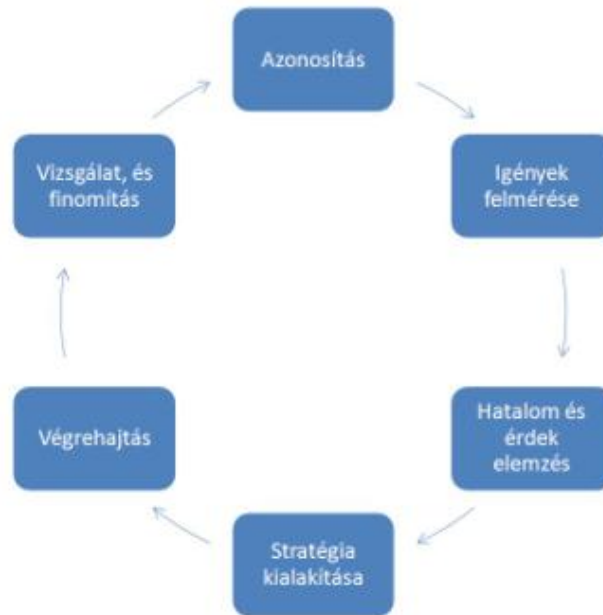 Azonosítás
Igények
felmérése
Hatalom és
érdek
elemzés
Stratégia
kialakítása
Végrehajtás
Vizsgálat, és
finomítás